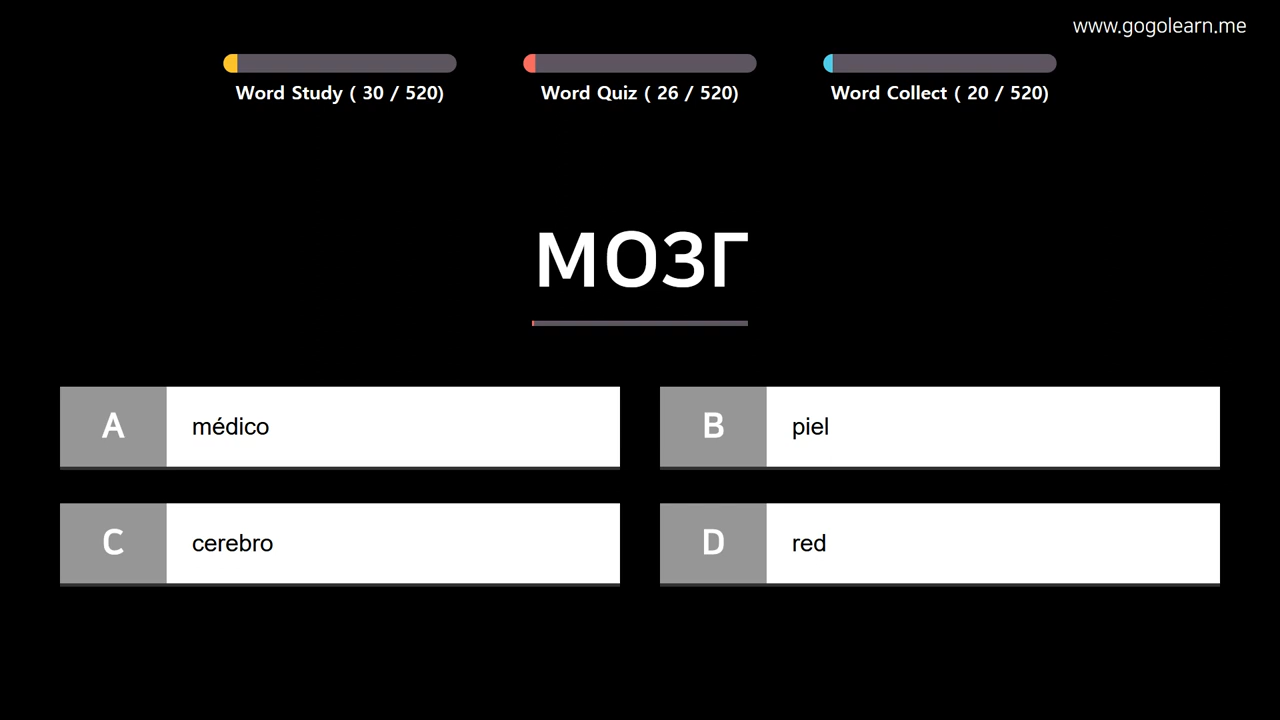 www.gogolearn.me
Word Study ( 30 / 520)
Word Quiz ( 26 / 520)
Word Collect ( 20 / 520)
мозг
A médico
B piel
C cerebro
D red